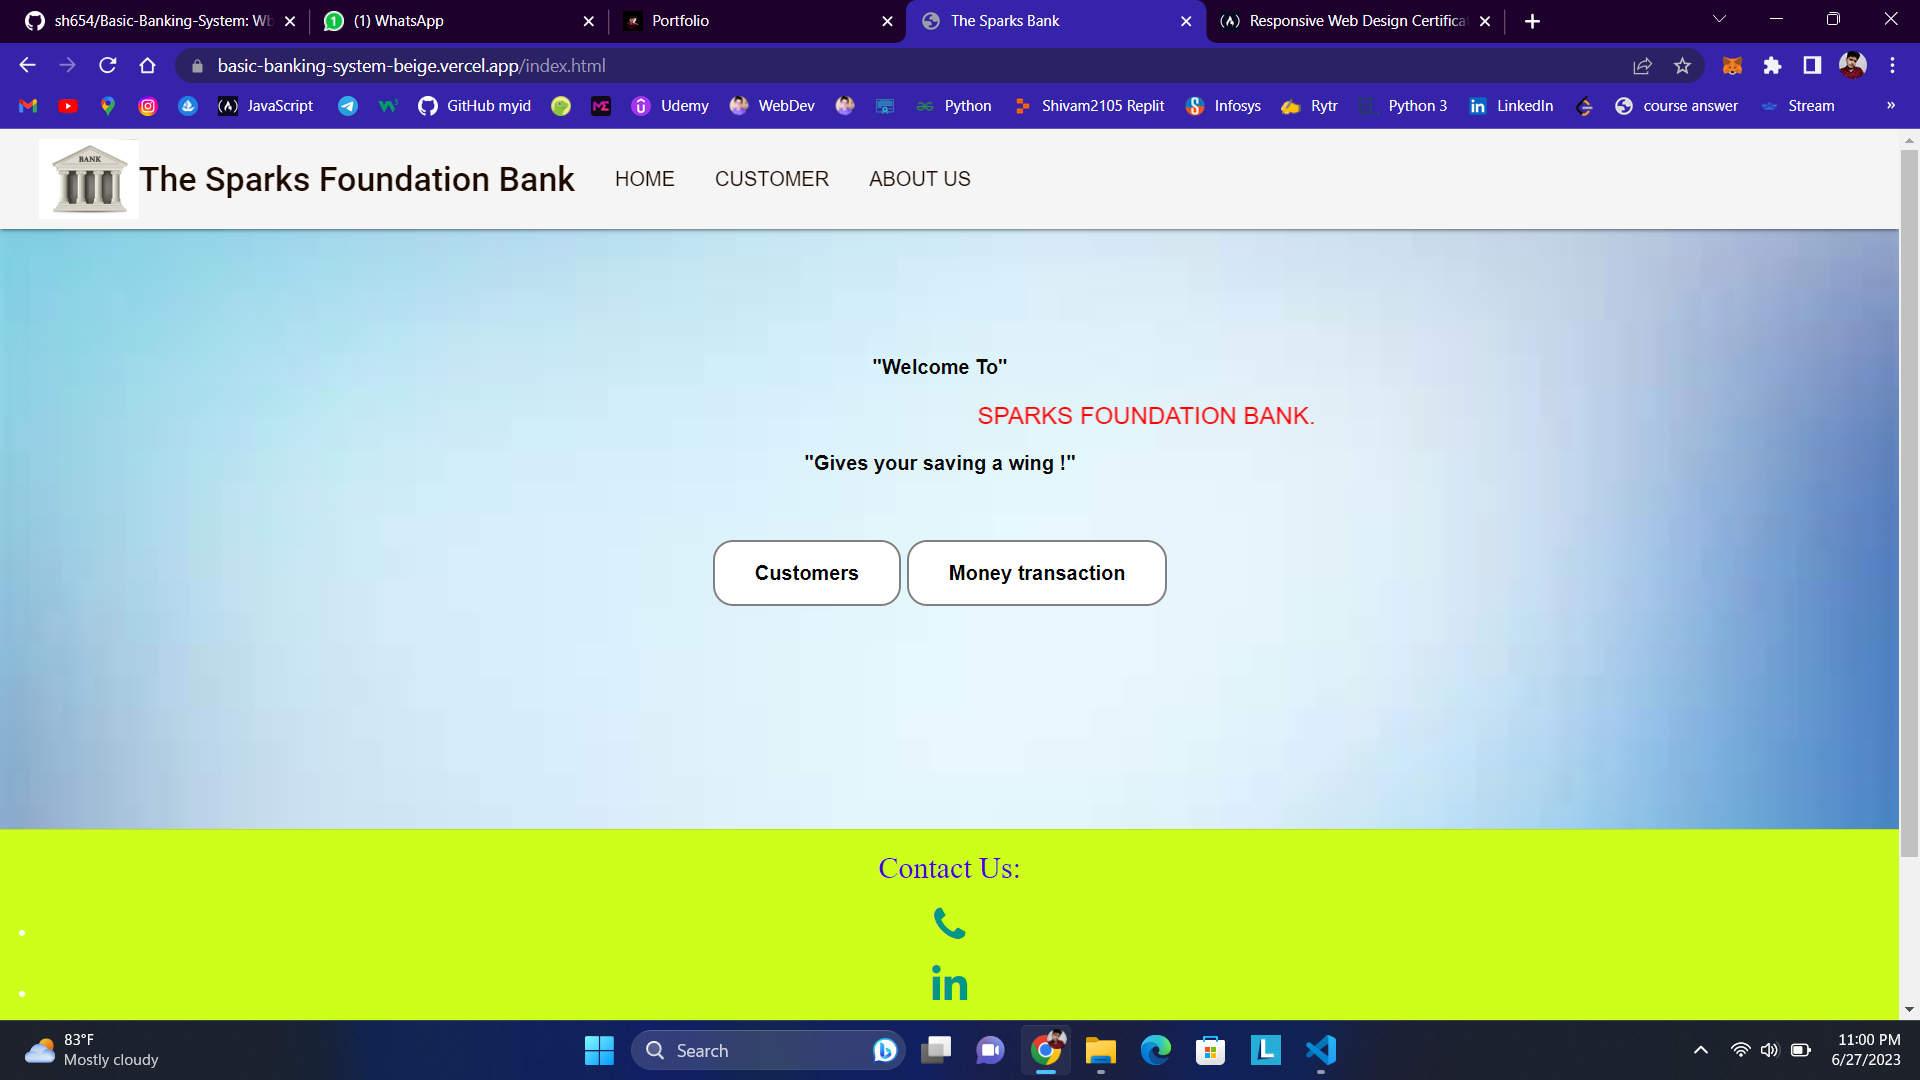 sh654/Basic-Banking-System: Wb
(1) WhatsApp
Portfolio
The Sparks Bank
Responsive Web Design Certifica
basic-banking-system-beige.vercel.app/index.html
JavaScript
GitHub myid
Udemy
WebDev
Python
Shivam2105 Replit
Infosys
Rytr
Python 3
LinkedIn
course answer
Stream
»
BANK
The Sparks Foundation Bank
HOME
CUSTOMER
ABOUT US
"Welcome To"
SPARKS FOUNDATION BANK.
"Gives your saving a wing !"
Customers
Money transaction
Contact Us:
in
83°F
Mostly cloudy
Search
11:00 PM
6/27/2023